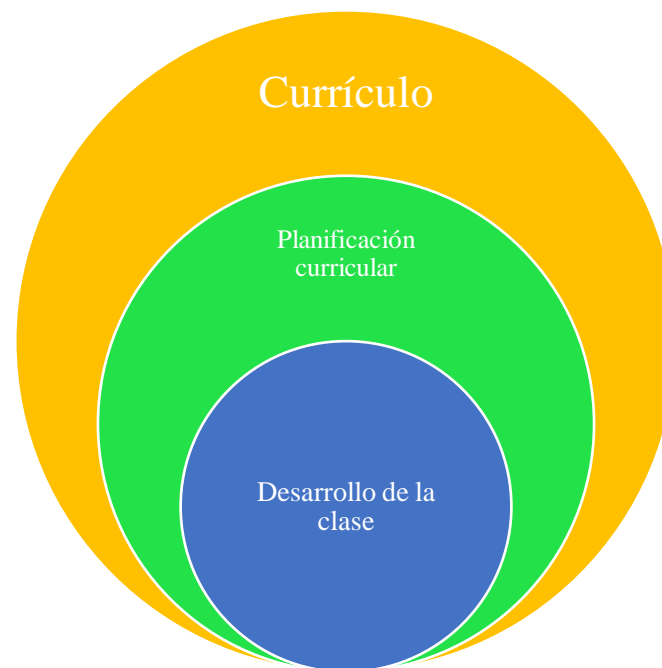 Currículo
Planificación
curricular
Desarrollo de la
clase